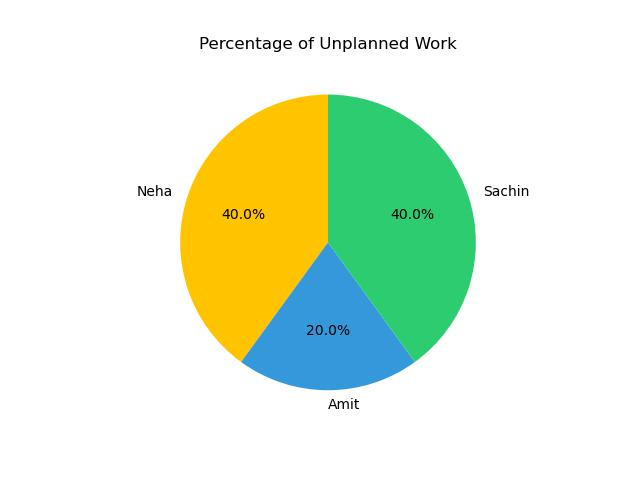 Percentage of Unplanned Work
Neha
Sachin
40.0%
40.0%
20.0%
Amit